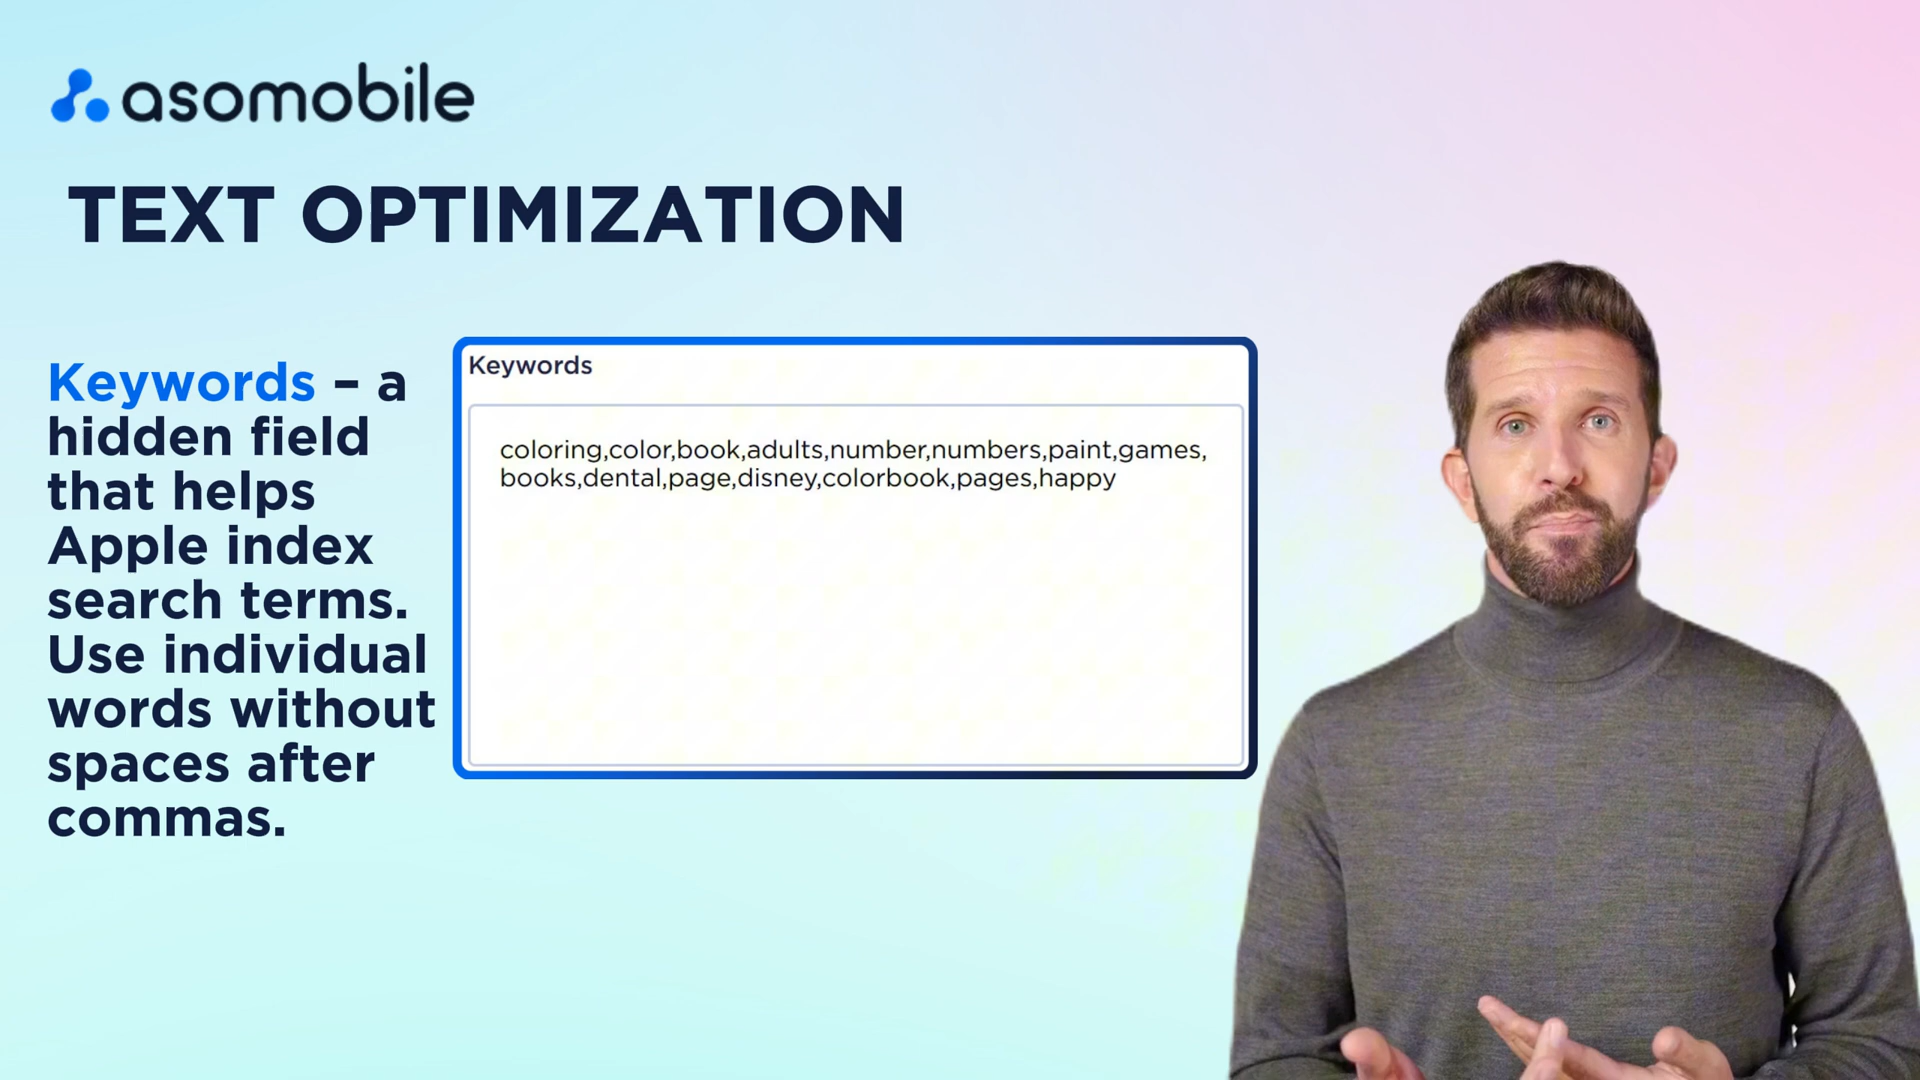 asomobile
TEXT OPTIMIZATION
Keywords – a
hidden field
that helps
Apple index
search terms.
Use individual
words without
spaces after
commas.
Keywords
coloring,color,book,adults,number,numbers,paint,games,
books,dental,page,disney,colorbook,pages,happy